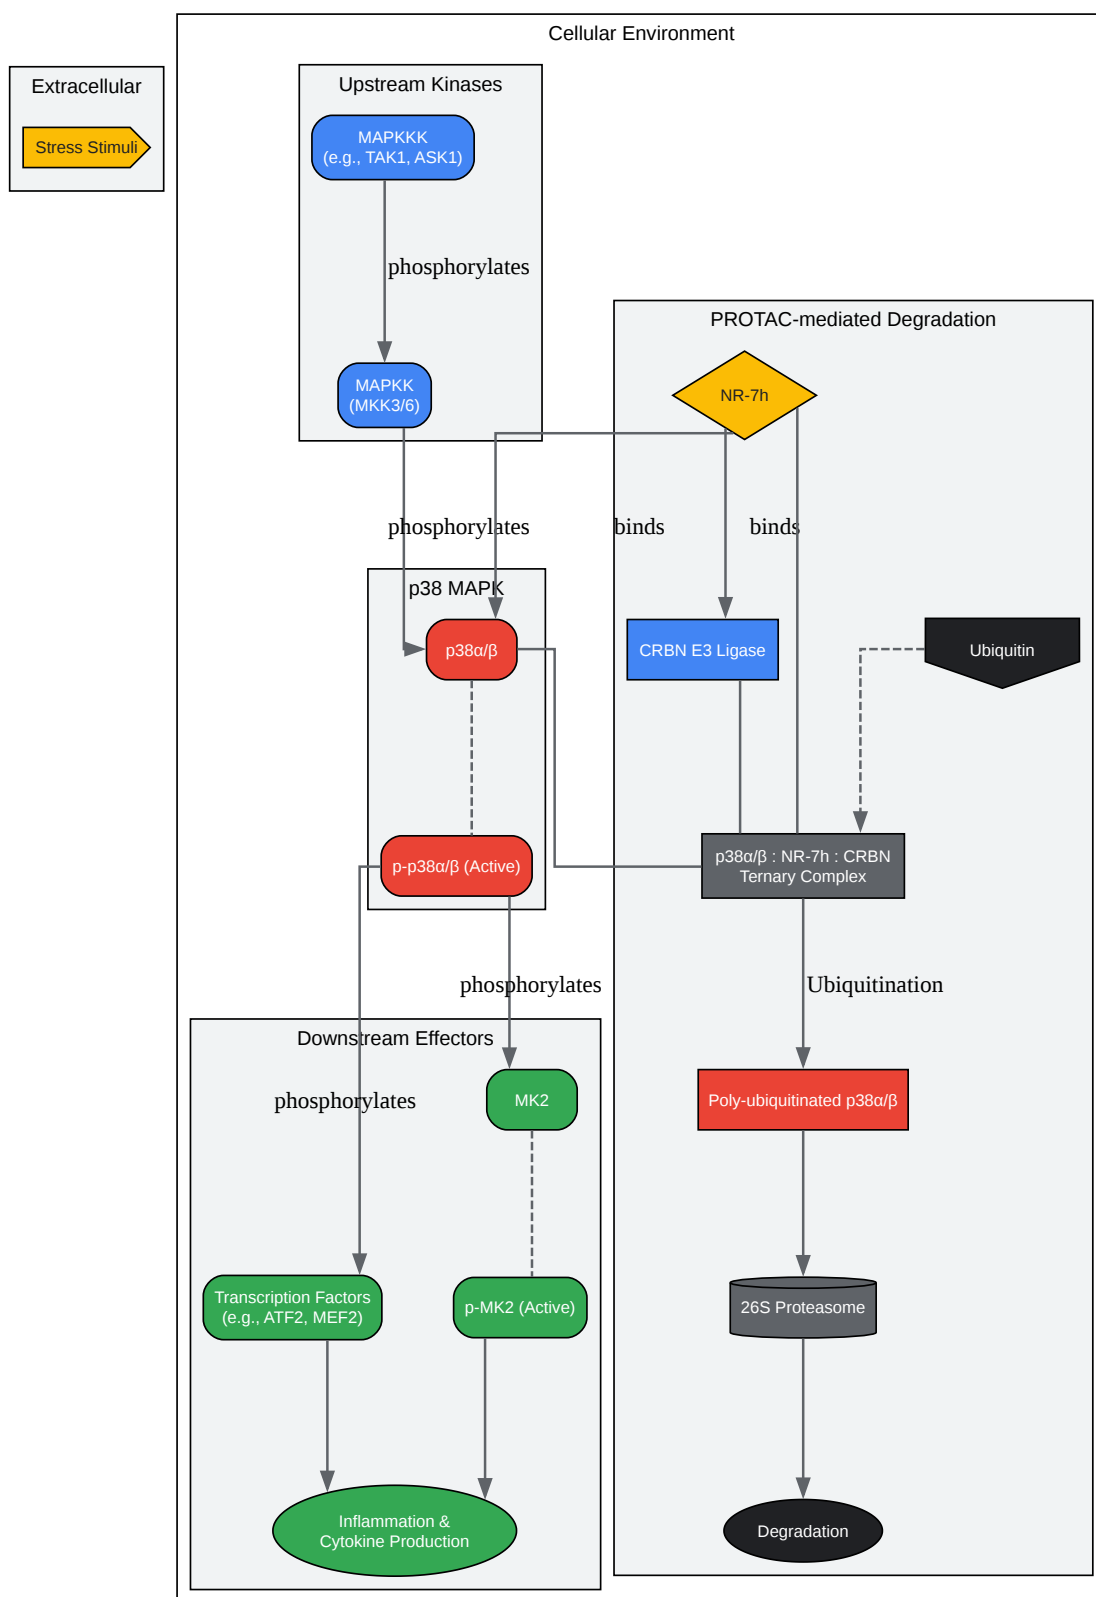 Cellular Environment
Extracellular
Stress Stimuli
Upstream Kinases
MAPKKK
(e.g., TAK1, ASK1)
phosphorylates
MAPKK
(MKK3/6)
PROTAC-mediated Degradation
NR-7h
phosphorylates
binds
binds
p38 MAPK
p38α/β
CRBN E3 Ligase
Ubiquitin
p-p38α/β (Active)
p38α/β : NR-7h : CRBN
Ternary Complex
phosphorylates
Ubiquitination
Downstream Effectors
phosphorylates
MK2
Poly-ubiquitinated p38α/β
Transcription Factors
(e.g., ATF2, MEF2)
p-MK2 (Active)
26S Proteasome
Inflammation &
Cytokine Production
Degradation